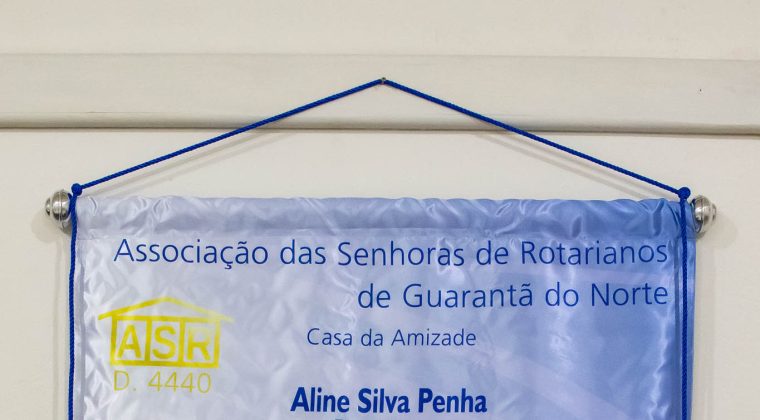 Associação das Senhoras de Rotarianos
de Guarantã do Norte
Casa da Amizade
ASR
D. 4440
Aline Silva Penha